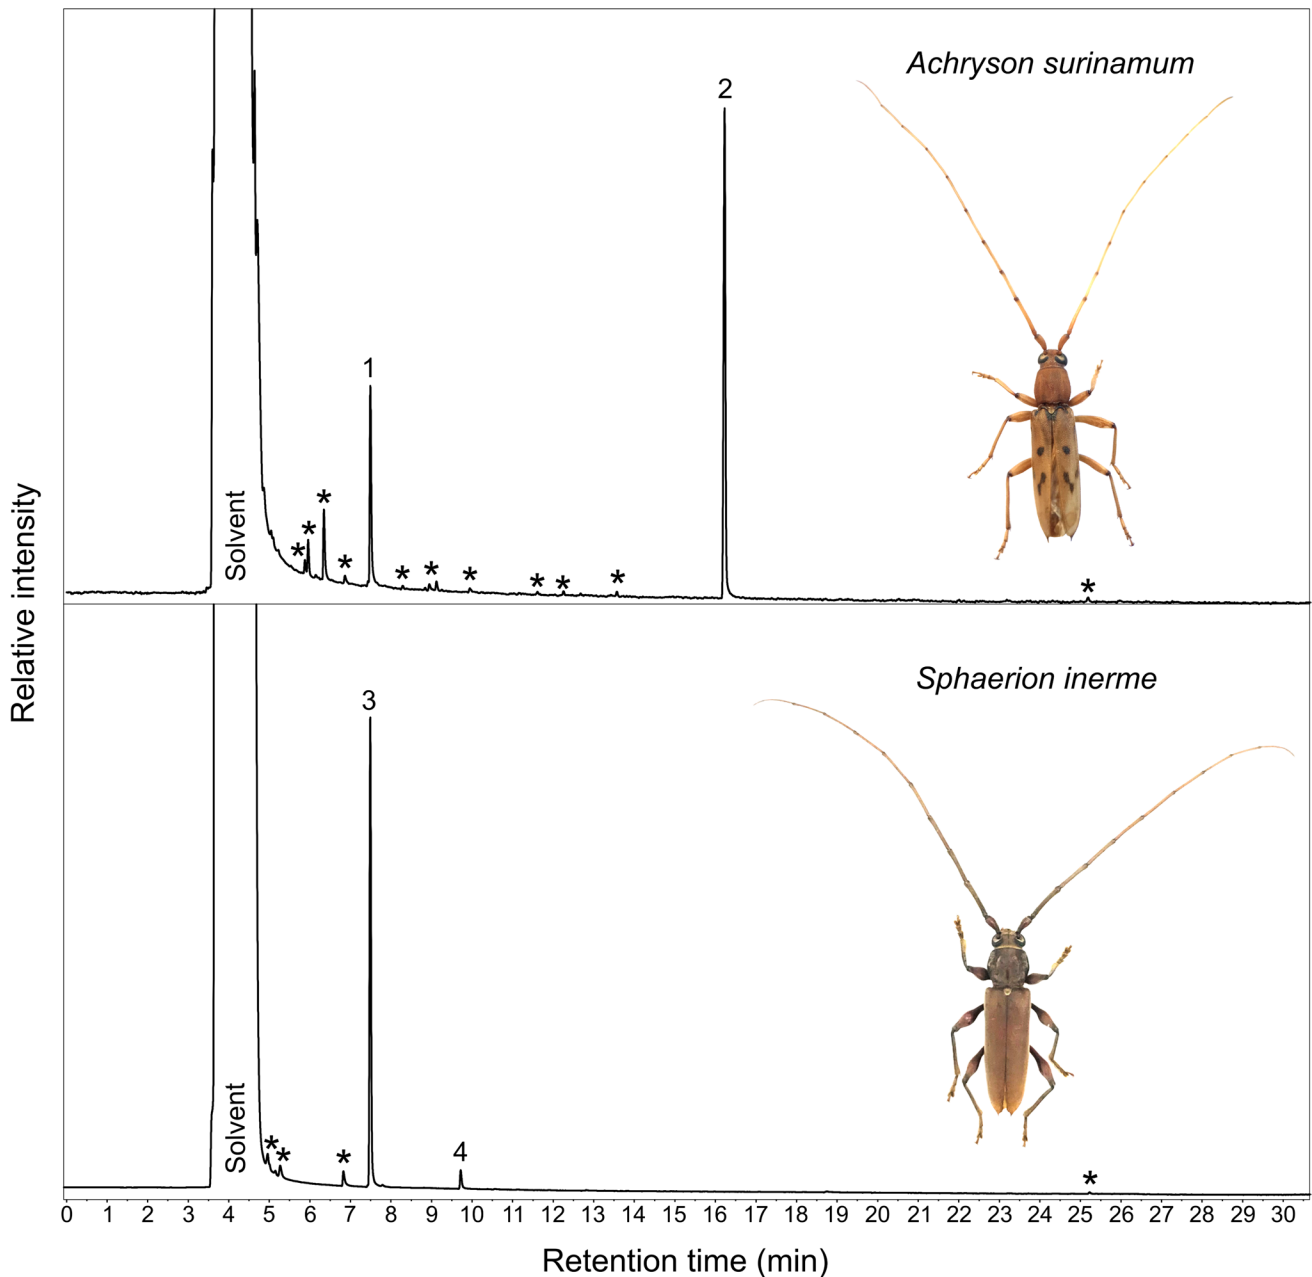 Achryson surinamum
2
1
* * * * * * * * * * * *
Solvent
Relative intensity
Sphaerion inerme
3
4
* * * *
Solvent
0 1 2 3 4 5 6 7 8 9 10 11 12 13 14 15 16 17 18 19 20 21 22 23 24 25 26 27 28 29 30
Retention time (min)